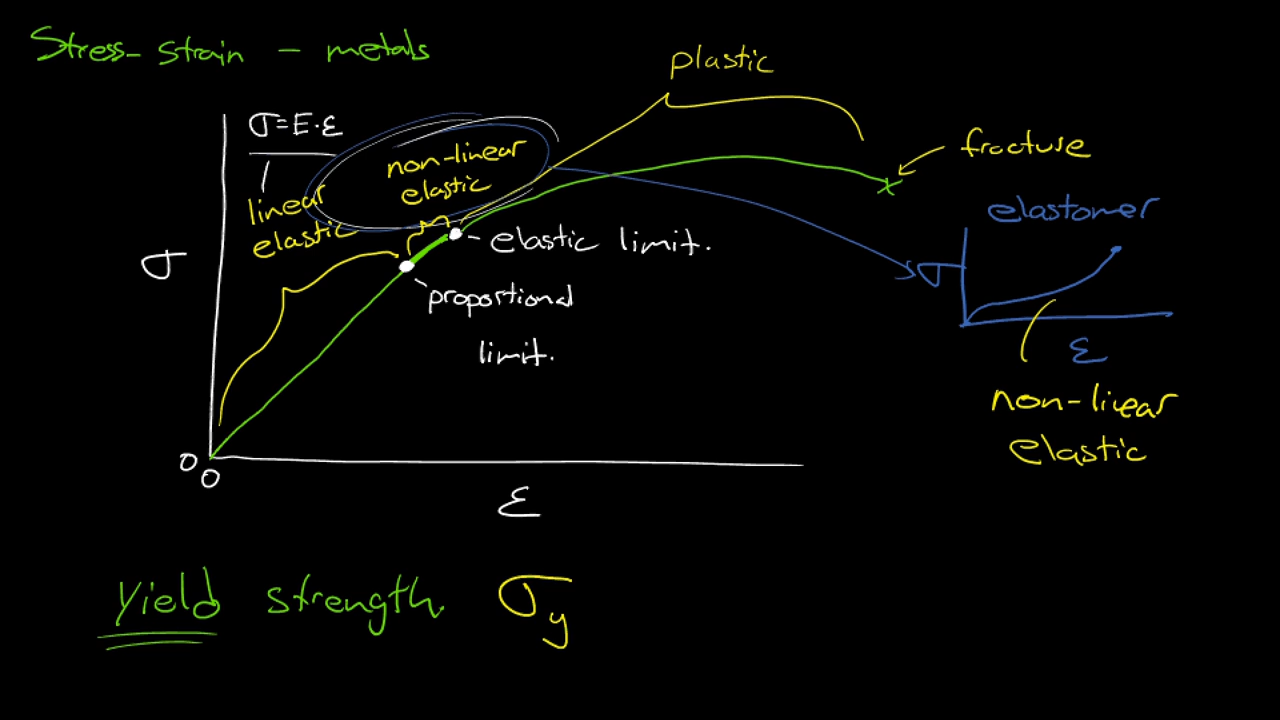 Stress-strain - metals
plastic
σ=E·ε
non-linear
elastic
fracture
linear
elastic
elastomer
elastic limit.
σ
σ
proportional
limit.
ε
non-linear
elastic
0
0
ε
Yield strength. σy